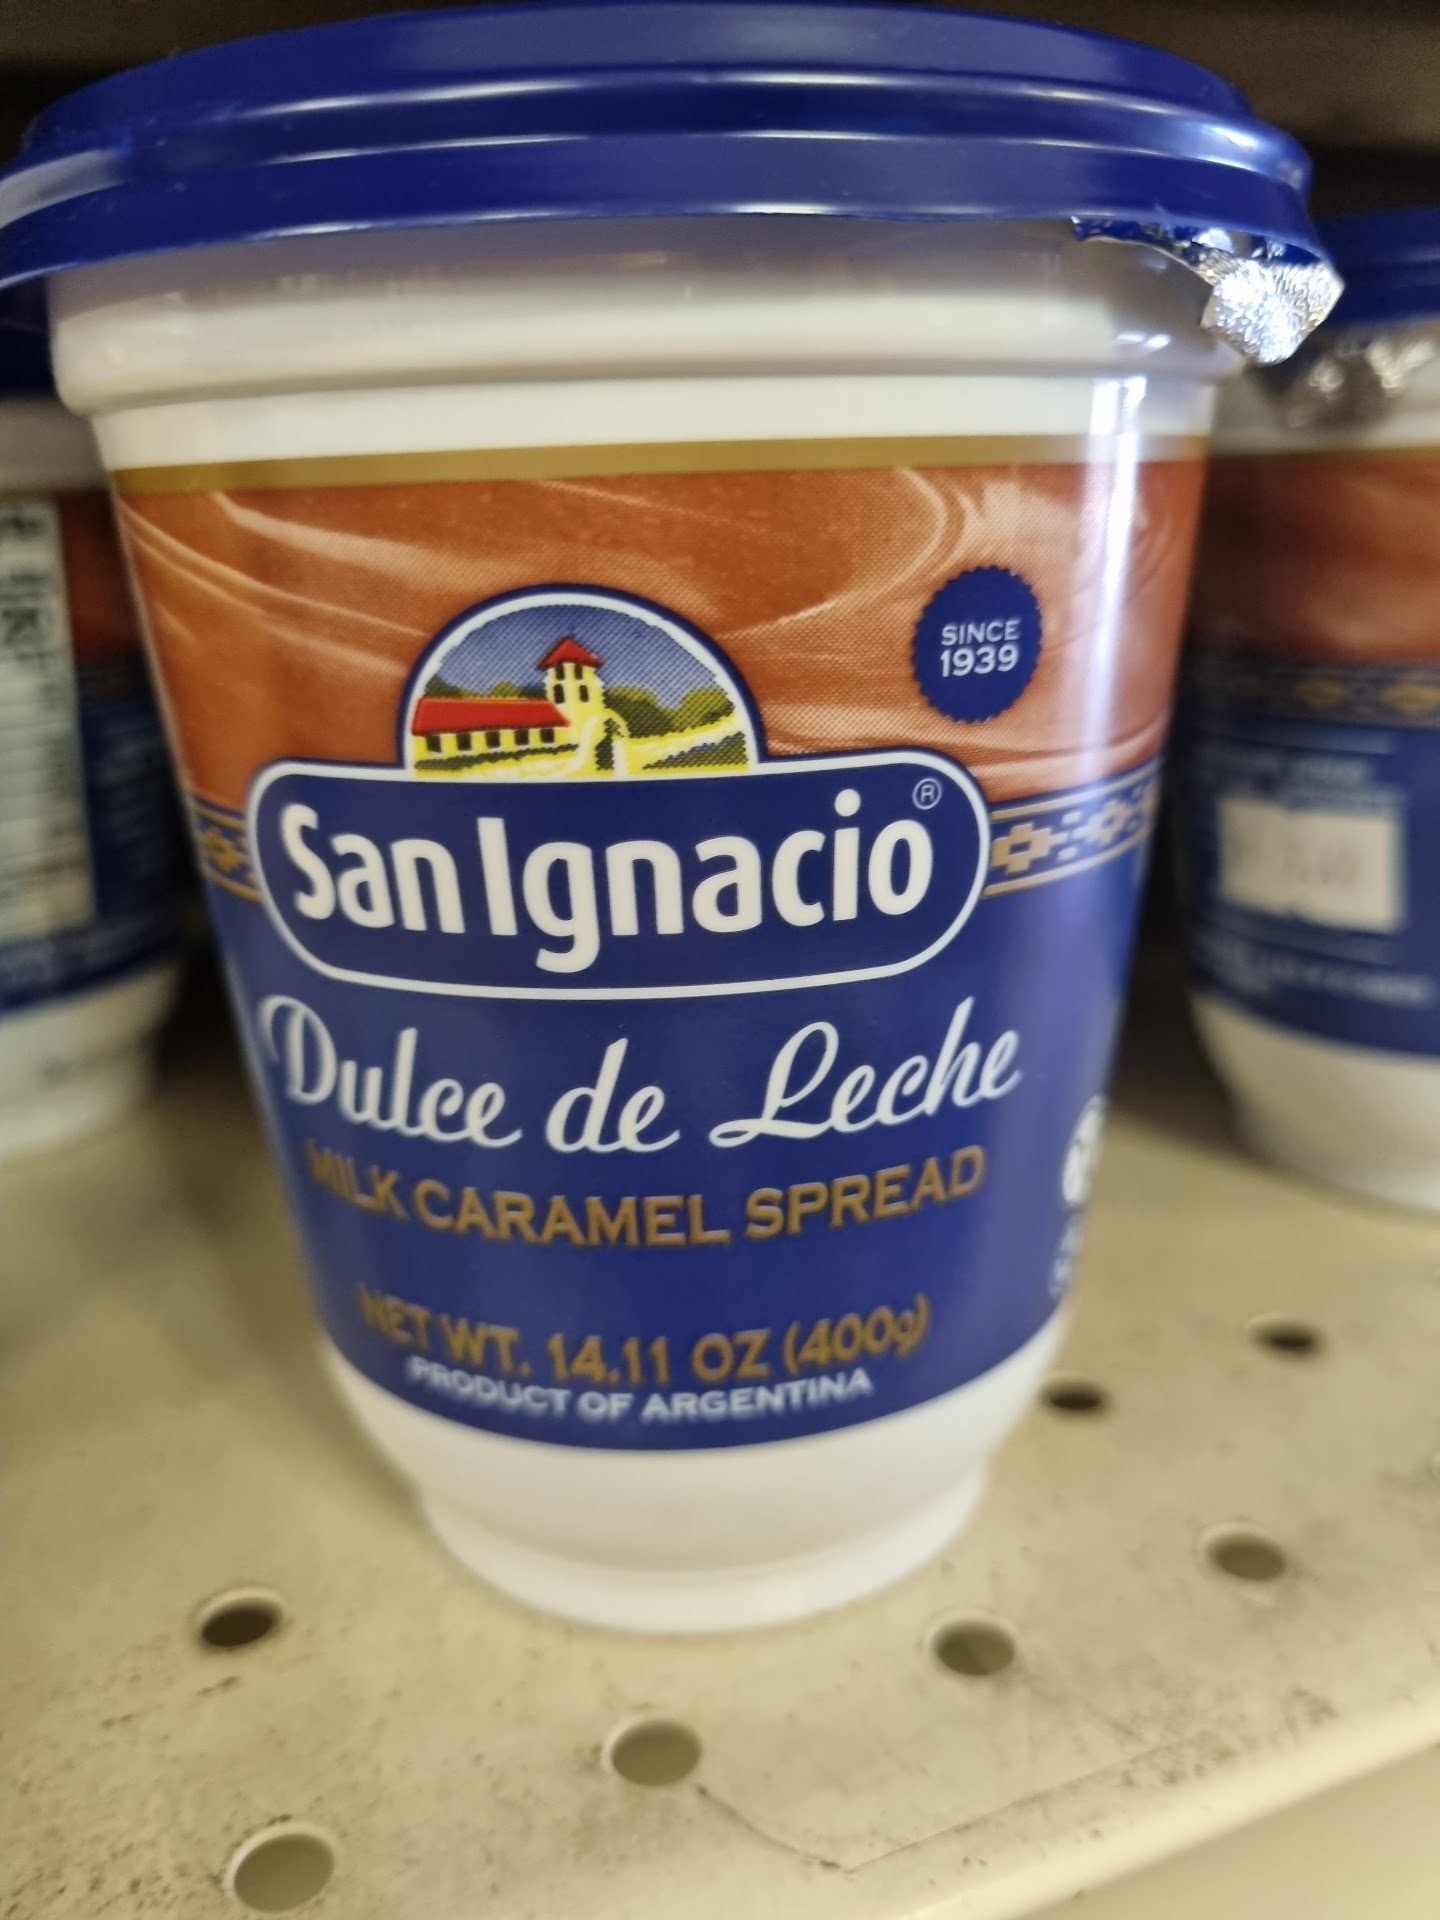 SINCE
1939
San Ignacio®
Dulce de Leche
MILK CARAMEL SPREAD
NET WT. 14.11 OZ (400g)
PRODUCT OF ARGENTINA